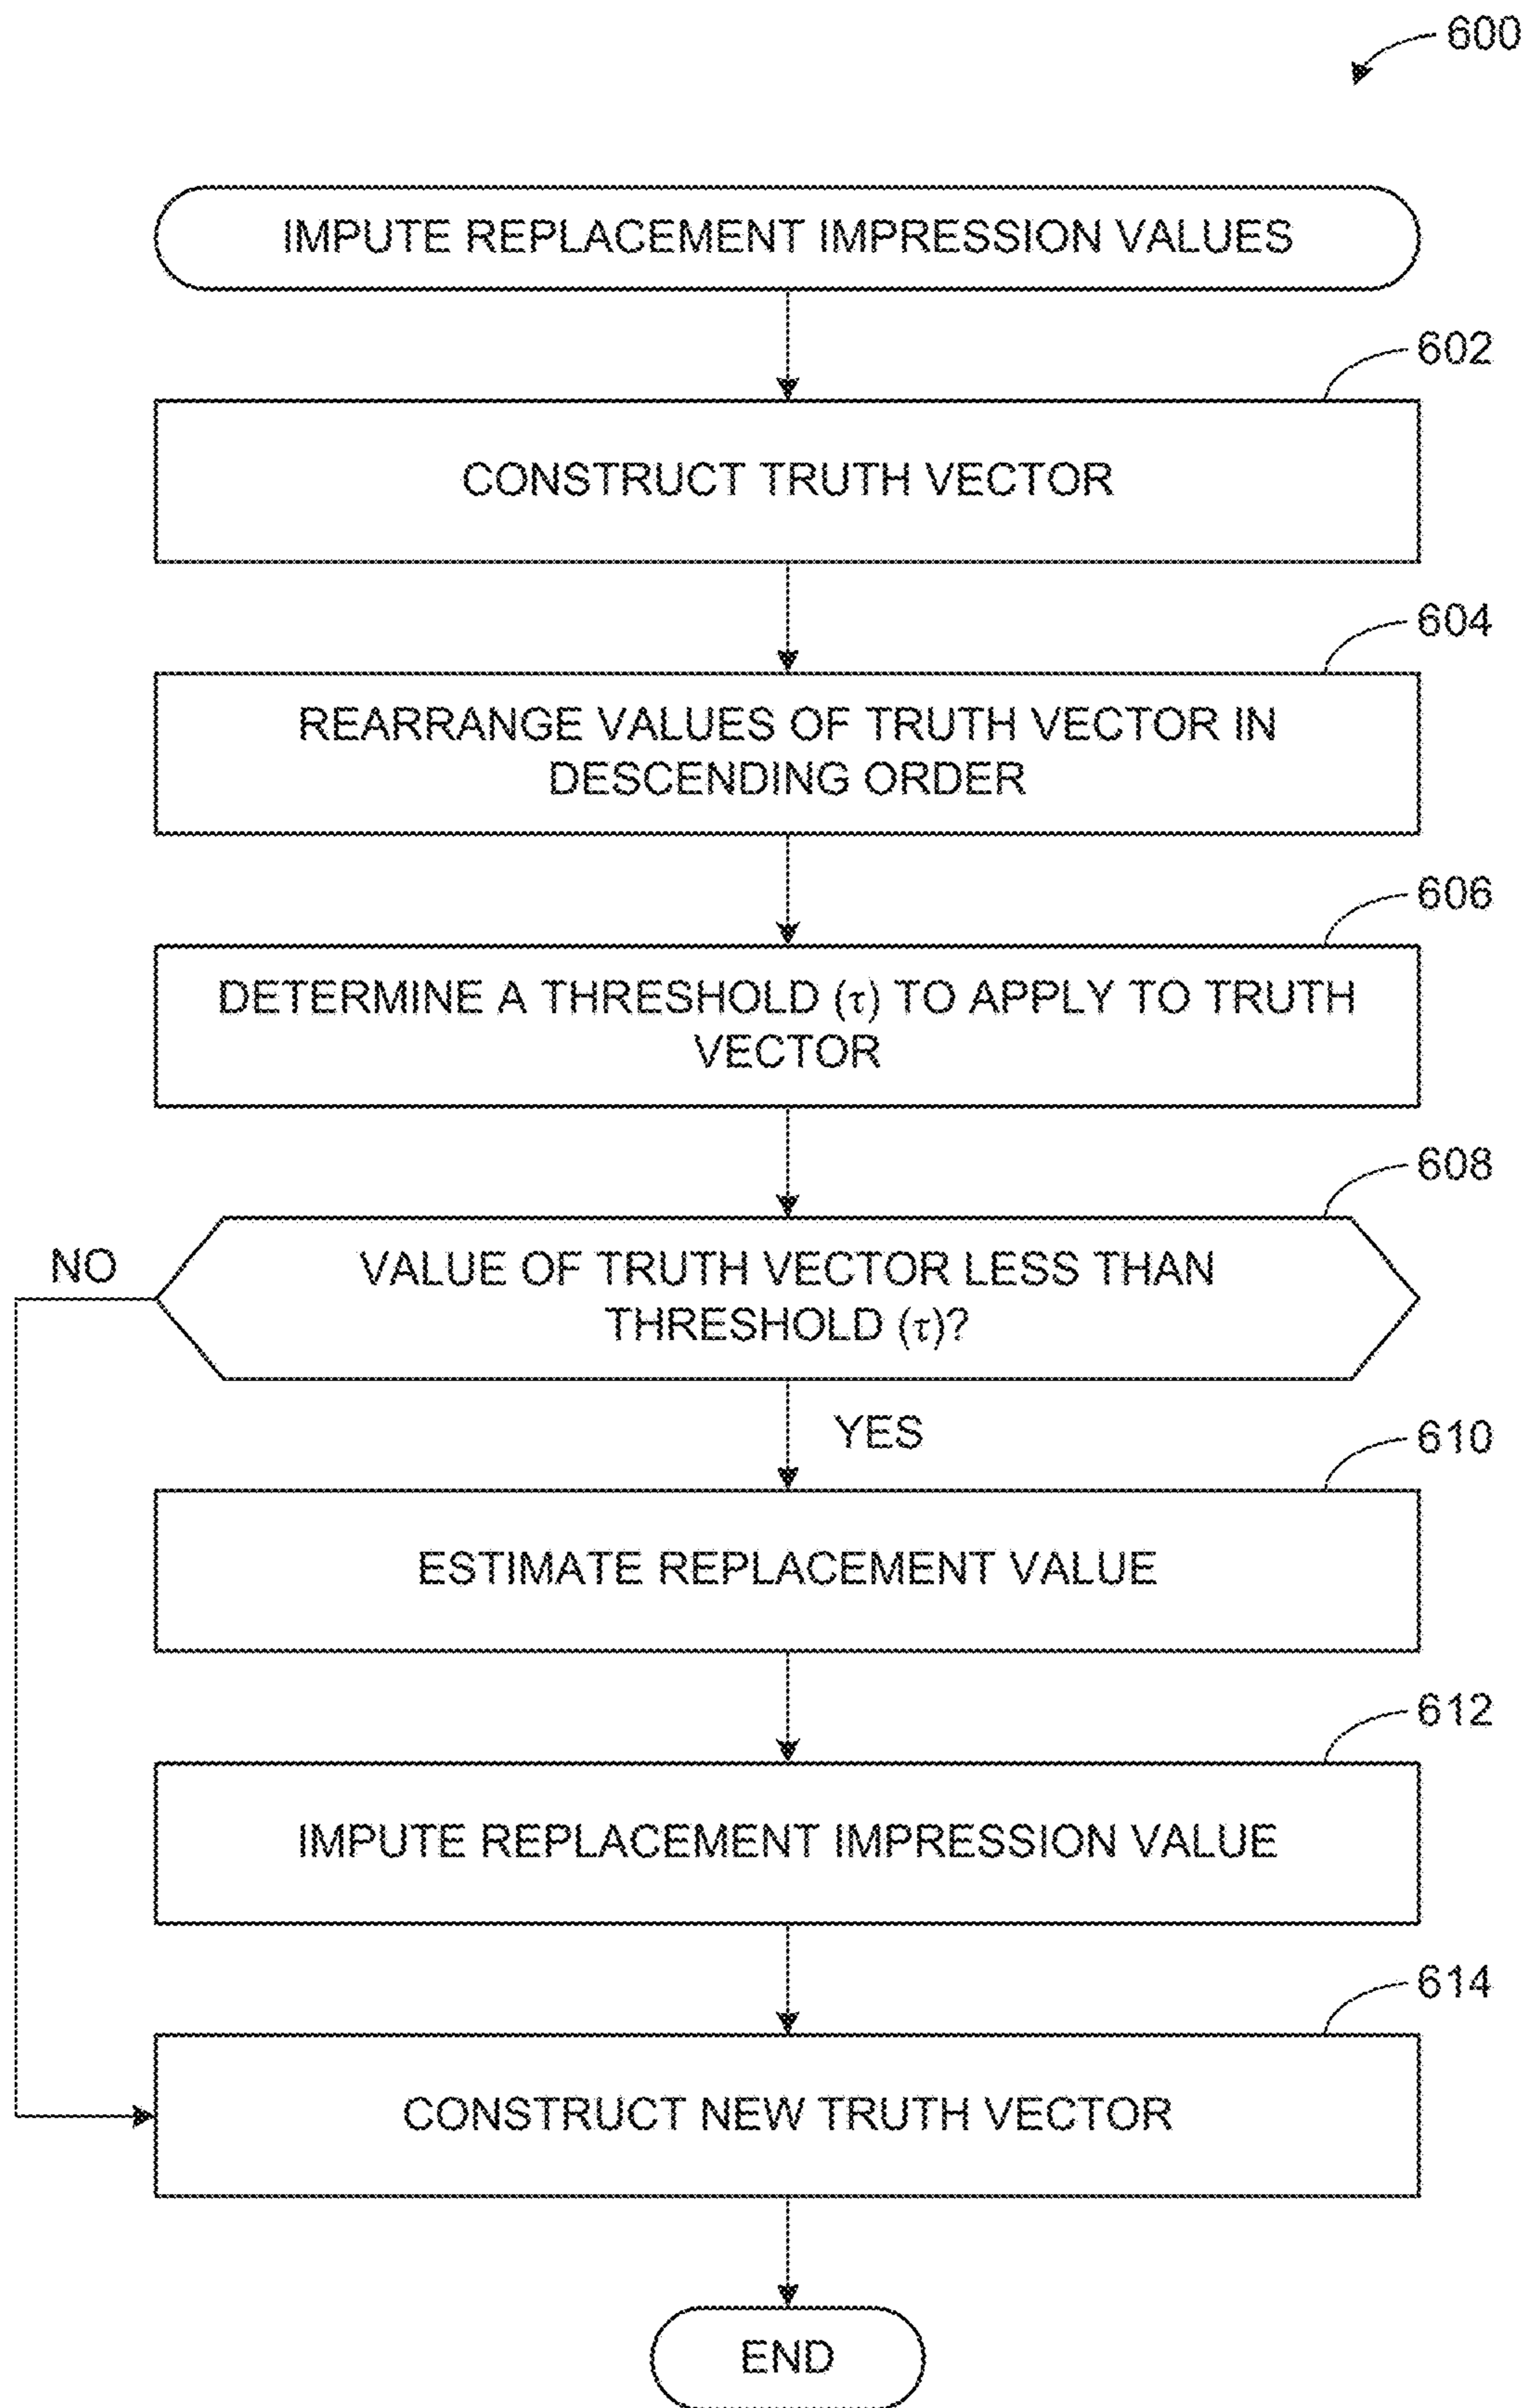 600
IMPUTE REPLACEMENT IMPRESSION VALUES
602
CONSTRUCT TRUTH VECTOR
604
REARRANGE VALUES OF TRUTH VECTOR IN
DESCENDING ORDER
606
DETERMINE A THRESHOLD (τ) TO APPLY TO TRUTH
VECTOR
608
NO
VALUE OF TRUTH VECTOR LESS THAN
THRESHOLD (τ)?
YES
610
ESTIMATE REPLACEMENT VALUE
612
IMPUTE REPLACEMENT IMPRESSION VALUE
614
CONSTRUCT NEW TRUTH VECTOR
END